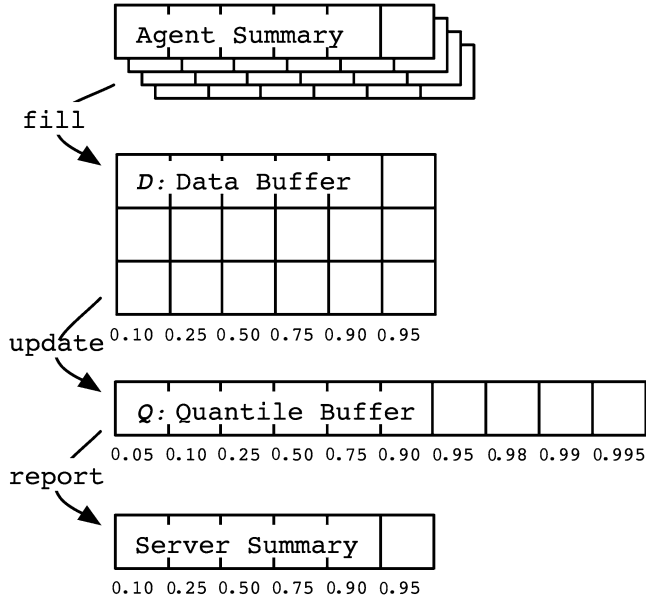 Agent Summary
fill
D: Data Buffer
0.10 0.25 0.50 0.75 0.90 0.95
update
Q: Quantile Buffer
0.05 0.10 0.25 0.50 0.75 0.90 0.95 0.98 0.99 0.995
report
Server Summary
0.10 0.25 0.50 0.75 0.90 0.95